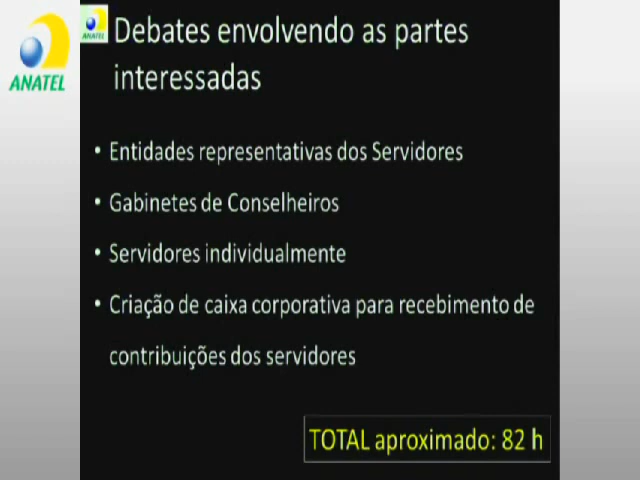 ANATEL
ANATEL
Debates envolvendo as partes
interessadas
• Entidades representativas dos Servidores
• Gabinetes de Conselheiros
• Servidores individualmente
• Criação de caixa corporativa para recebimento de
contribuições dos servidores
TOTAL aproximado: 82 h